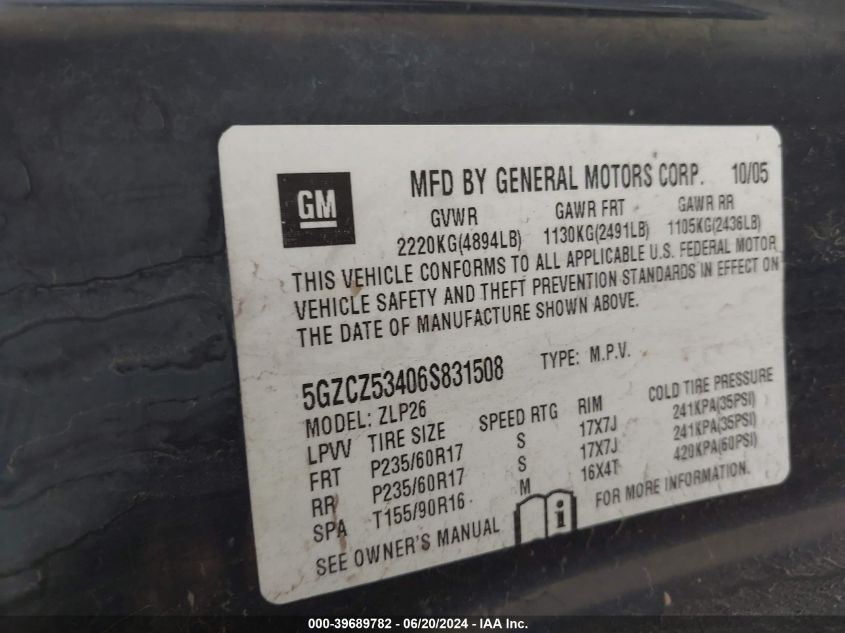 GM
MFD BY GENERAL MOTORS CORP. 10/05
GVWR GAWR FRT GAWR RR
2220KG(4894LB) 1130KG(2491LB) 1105KG(2436LB)
THIS VEHICLE CONFORMS TO ALL APPLICABLE U.S. FEDERAL MOTOR
VEHICLE SAFETY AND THEFT PREVENTION STANDARDS IN EFFECT ON
THE DATE OF MANUFACTURE SHOWN ABOVE.
5GZCZ53406S831508 TYPE: M.P.V.
MODEL: ZLP26
LPVV TIRE SIZE SPEED RTG RIM COLD TIRE PRESSURE
FRT P235/60R17 S 17X7J 241KPA(35PSI)
RR P235/60R17 S 17X7J 241KPA(35PSI)
SPA T155/90R16 M 16X4T 420KPA(60PSI)
SEE OWNER'S MANUAL i FOR MORE INFORMATION.
000-39689782 - 06/20/2024 - IAA Inc.